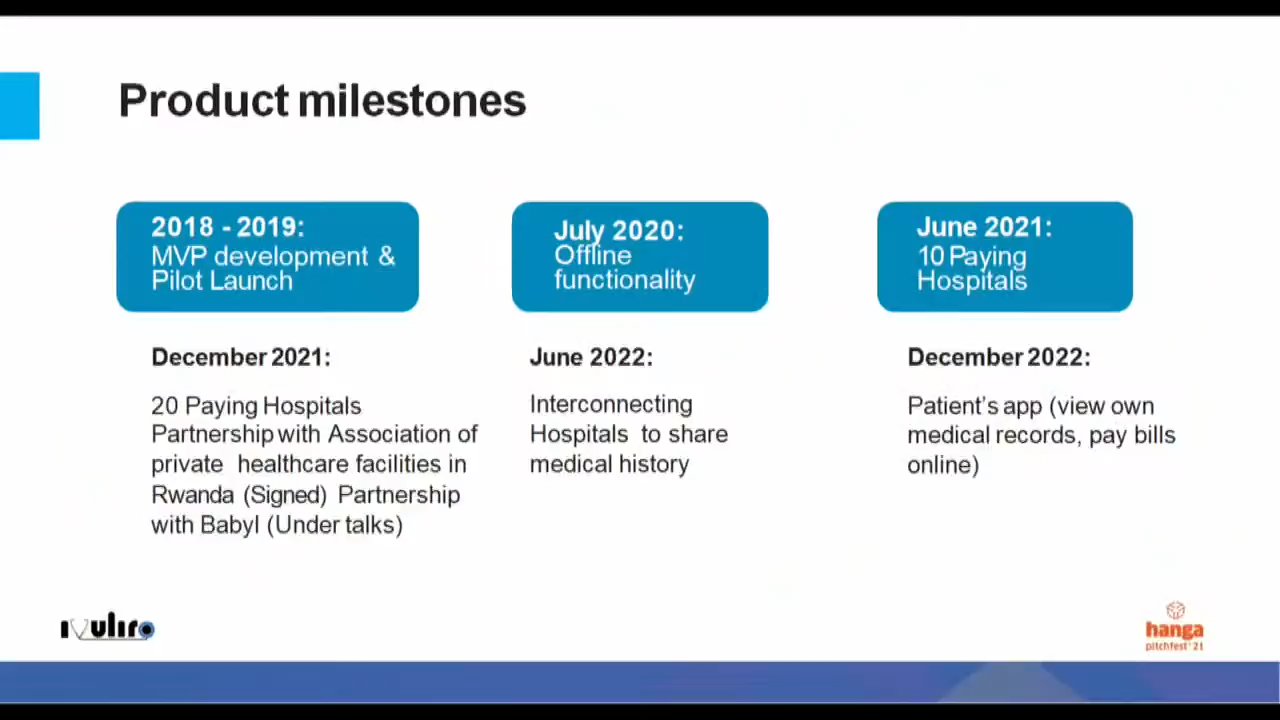 Product milestones
2018 - 2019:
MVP development &
Pilot Launch
July 2020:
Offline
functionality
June 2021:
10 Paying
Hospitals
December 2021:
20 Paying Hospitals
Partnership with Association of
private healthcare facilities in
Rwanda (Signed) Partnership
with Babyl (Under talks)
June 2022:
Interconnecting
Hospitals to share
medical history
December 2022:
Patient's app (view own
medical records, pay bills
online)
hanga
pitchfest'21